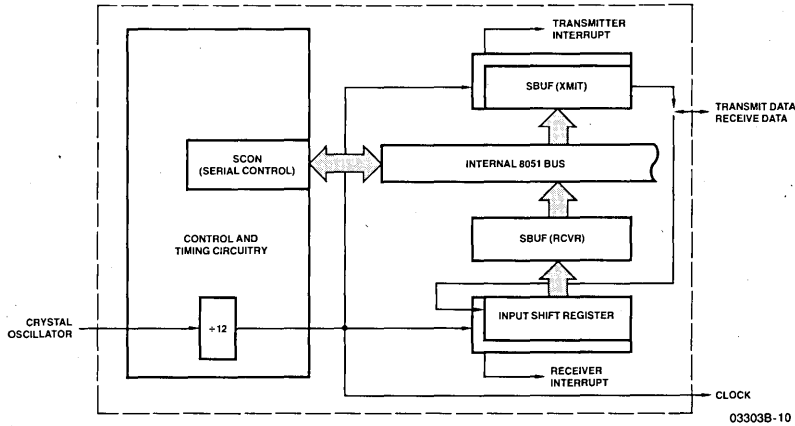 TRANSMITTER
INTERRUPT
SBUF (XMIT)
TRANSMIT DATA
RECEIVE DATA
SCON
(SERIAL CONTROL)
INTERNAL 8051 BUS
CONTROL AND
TIMING CIRCUITRY
SBUF (RCVR)
CRYSTAL
OSCILLATOR
÷12
INPUT SHIFT REGISTER
RECEIVER
INTERRUPT
CLOCK
03303B-10